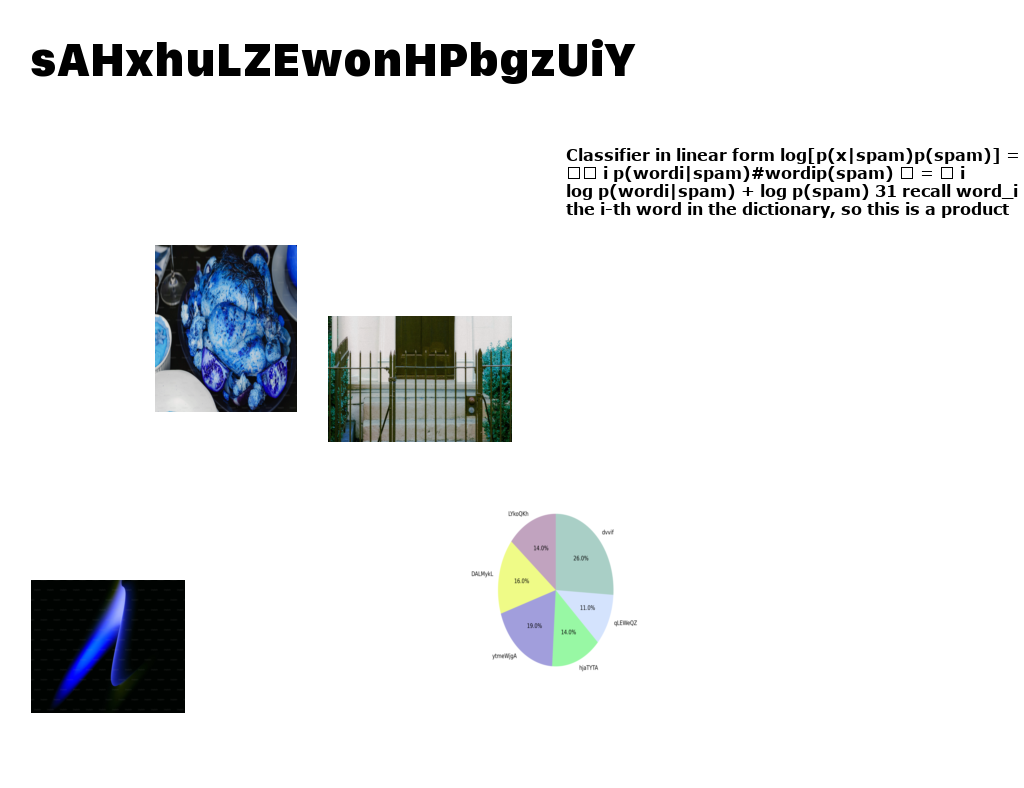 sAHxhuLZEwonHPbgzUiY
Classifier in linear form log[p(x|spam)p(spam)] =
□□ i p(wordi|spam)#wordip(spam) □ = □ i
log p(wordi|spam) + log p(spam) 31 recall word_i
the i-th word in the dictionary, so this is a product
LYkoQKh
dvvlf
14.0%
26.0%
DALMykL
16.0%
11.0%
qLEWeQZ
19.0%
14.0%
ytmeWjgA
hjaTYTA